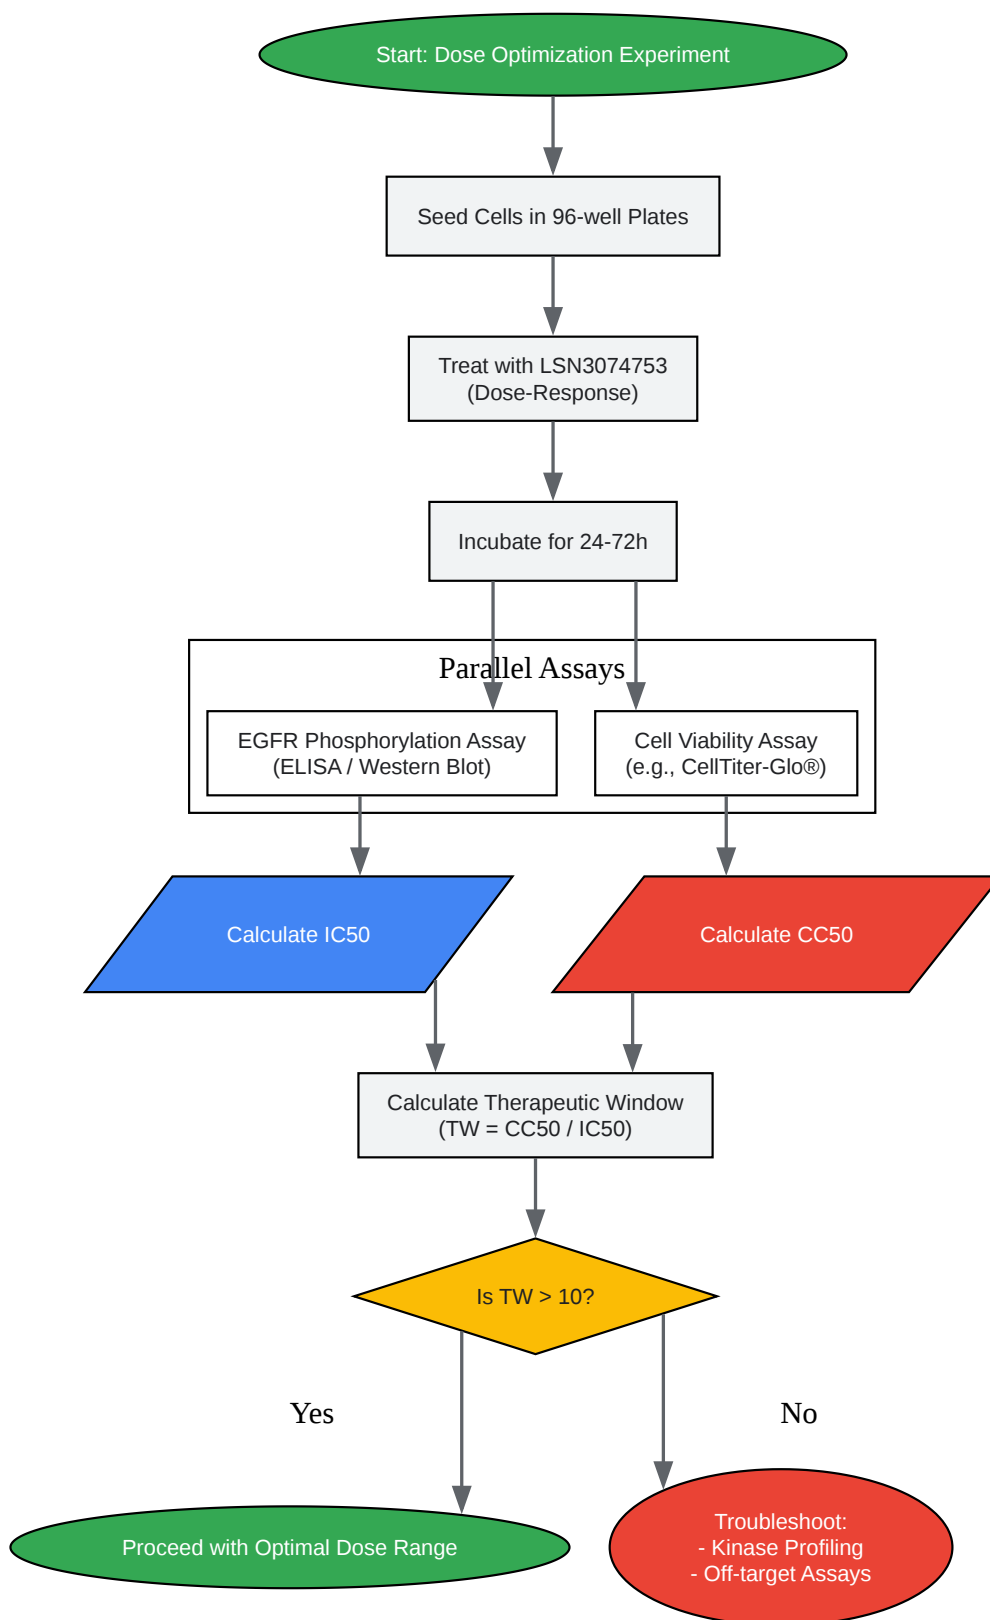 Start: Dose Optimization Experiment
Seed Cells in 96-well Plates
Treat with LSN3074753
(Dose-Response)
Incubate for 24-72h
Parallel Assays
EGFR Phosphorylation Assay
(ELISA / Western Blot)
Cell Viability Assay
(e.g., CellTiter-Glo®)
Calculate IC50
Calculate CC50
Calculate Therapeutic Window
(TW = CC50 / IC50)
Is TW > 10?
Yes
No
Proceed with Optimal Dose Range
Troubleshoot:
- Kinase Profiling
- Off-target Assays